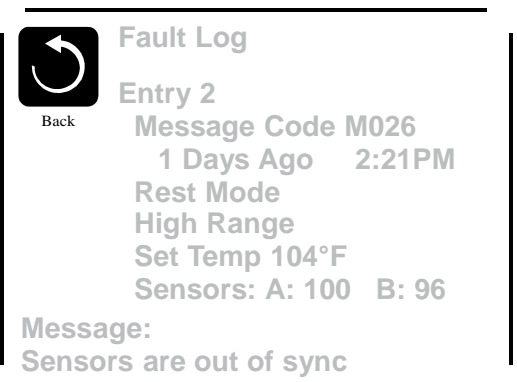 Fault Log
Entry 2
Back
Message Code M026
1 Days Ago 2:21PM
Rest Mode
High Range
Set Temp 104°F
Sensors: A: 100 B: 96
Message:
Sensors are out of sync